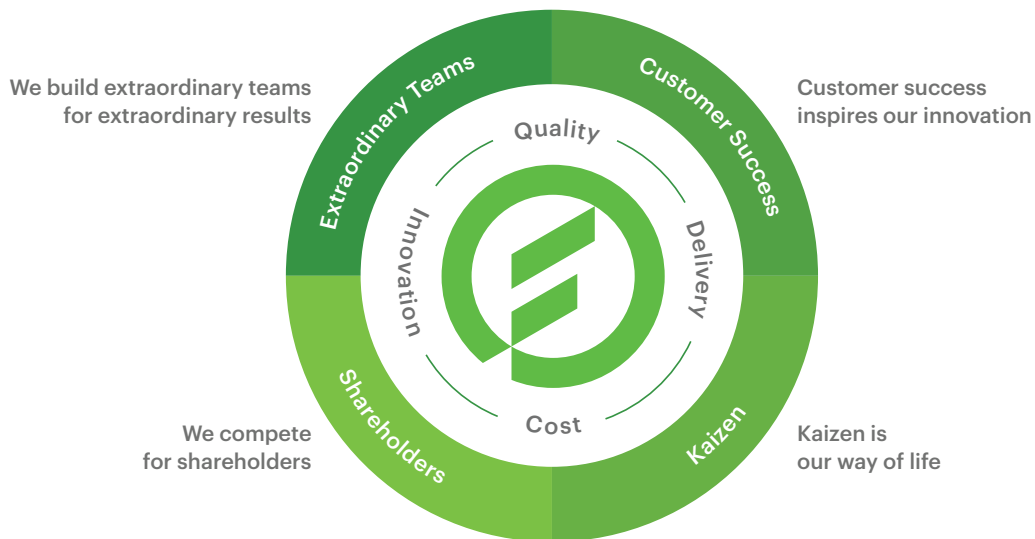 We build extraordinary teams
for extraordinary results
Extraordinary Teams
Customer Success
Customer success
inspires our innovation
Quality
Innovation
Delivery
Cost
We compete
for shareholders
Shareholders
Kaizen
Kaizen is
our way of life